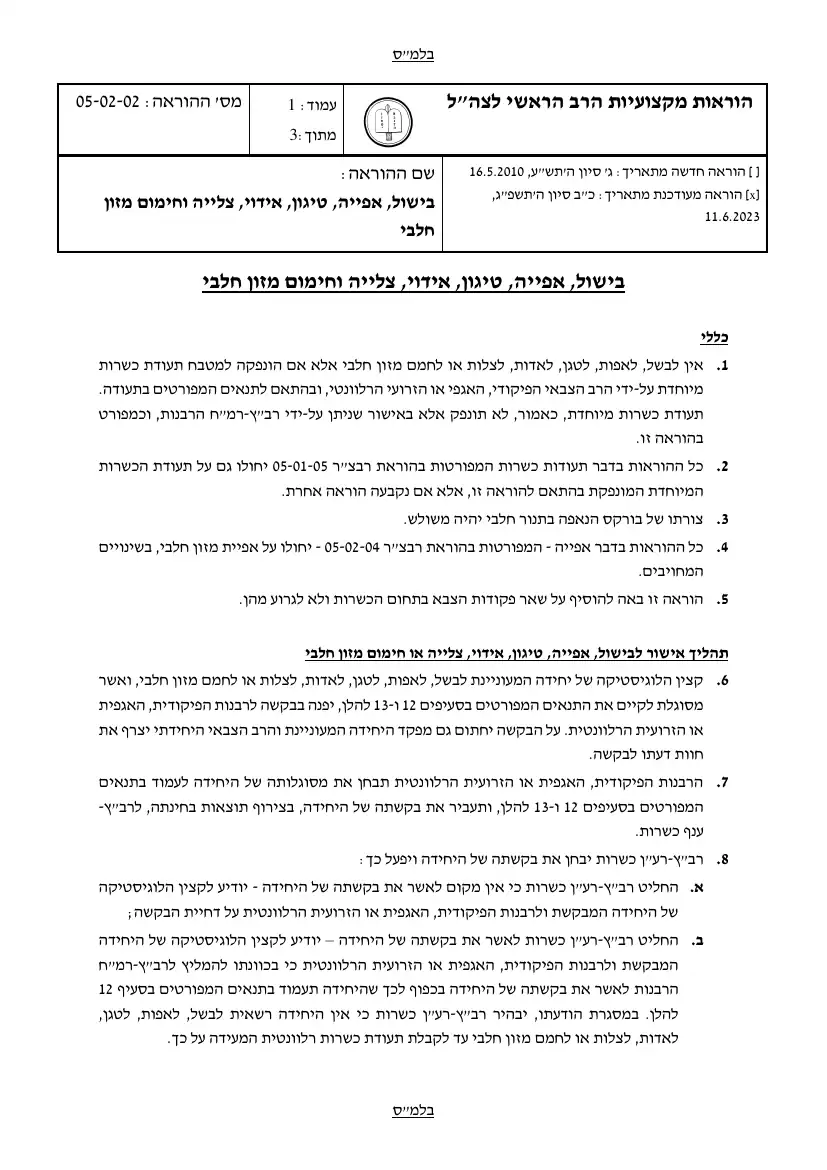 בלמ״ס
הוראות מקצועיות הרב הראשי לצה״ל
עמוד: 1
מתוך: 3
מס׳ ההוראה: 05-02-02
[ ] הוראה חדשה מתאריך: ג׳ סיון ה׳תש״ע, 16.5.2010
[x] הוראה מעודכנת מתאריך: כ״ב סיון ה׳תשפ״ג,
11.6.2023
שם ההוראה:
בישול, אפייה, טיגון, אידוי, צלייה וחימום מזון
חלבי
בישול, אפייה, טיגון, אידוי, צלייה וחימום מזון חלבי
כללי
1. אין לבשל, לאפות, לטגן, לאדות, לצלות או לחמם מזון חלבי אלא אם הונפקה למטבח תעודת כשרות
מיוחדת על-ידי הרב הצבאי הפיקודי, האגפי או הזרועי הרלוונטי, ובהתאם לתנאים המפורטים בתעודה.
תעודת כשרות מיוחדת, כאמור, לא תונפק אלא באישור שניתן על-ידי רב״ץ-רמ״ח הרבנות, וכמפורט
בהוראה זו.
2. כל ההוראות בדבר תעודות כשרות המפורטות בהוראת רבצ״ר 05-01-05 יחולו גם על תעודת הכשרות
המיוחדת המונפקת בהתאם להוראה זו, אלא אם נקבעה הוראה אחרת.
3. צורתו של בורקס הנאפה בתנור חלבי יהיה משולש.
4. כל ההוראות בדבר אפייה - המפורטות בהוראת רבצ״ר 05-02-04 - יחולו על אפיית מזון חלבי, בשינויים
המחויבים.
5. הוראה זו באה להוסיף על שאר פקודות הצבא בתחום הכשרות ולא לגרוע מהן.
תהליך אישור לבישול, אפייה, טיגון, אידוי, צלייה או חימום מזון חלבי
6. קצין הלוגיסטיקה של יחידה המעוניינת לבשל, לאפות, לטגן, לאדות, לצלות או לחמם מזון חלבי, ואשר
מסוגלת לקיים את התנאים המפורטים בסעיפים 12 ו-13 להלן, יפנה בבקשה לרבנות הפיקודית, האגפית
או הזרועית הרלוונטית. על הבקשה יחתום גם מפקד היחידה המעוניינת והרב הצבאי היחידתי יצרף את
חוות דעתו לבקשה.
7. הרבנות הפיקודית, האגפית או הזרועית הרלוונטית תבחן את מסוגלותה של היחידה לעמוד בתנאים
המפורטים בסעיפים 12 ו-13 להלן, ותעביר את בקשתה של היחידה, בצירוף תוצאות בחינתה, לרב״ץ-
ענף כשרות.
8. רב״ץ-רע״ן כשרות יבחן את בקשתה של היחידה ויפעל כך:
א. החליט רב״ץ-רע״ן כשרות כי אין מקום לאשר את בקשתה של היחידה - יודיע לקצין הלוגיסטיקה
של היחידה המבקשת ולרבנות הפיקודית, האגפית או הזרועית הרלוונטית על דחיית הבקשה;
ב. החליט רב״ץ-רע״ן כשרות לאשר את בקשתה של היחידה – יודיע לקצין הלוגיסטיקה של היחידה
המבקשת ולרבנות הפיקודית, האגפית או הזרועית הרלוונטית כי בכוונתו להמליץ לרב״ץ-רמ״ח
הרבנות לאשר את בקשתה של היחידה בכפוף לכך שהיחידה תעמוד בתנאים המפורטים בסעיף 12
להלן. במסגרת הודעתו, יבהיר רב״ץ-רע״ן כשרות כי אין היחידה רשאית לבשל, לאפות, לטגן,
לאדות, לצלות או לחמם מזון חלבי עד לקבלת תעודת כשרות רלוונטית המעידה על כך.
בלמ״ס